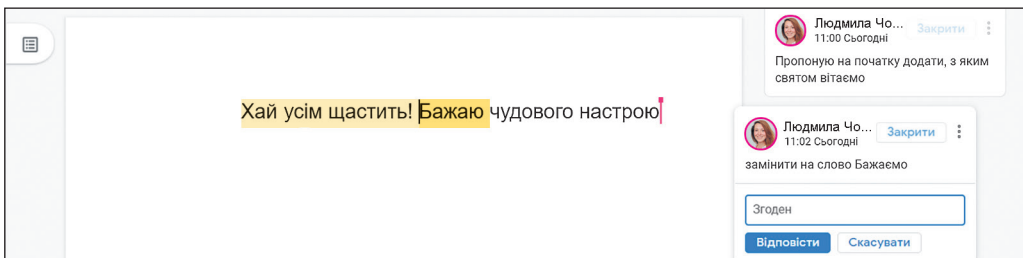 Хай усім щастить! Бажаю чудового настрою
Людмила Чо...
Закрити
11:00 Сьогодні
Пропоную на початку додати, з яким
святом вітаємо
Людмила Чо...
Закрити
11:02 Сьогодні
замінити на слово Бажаємо
Згоден
Відповісти
Скасувати